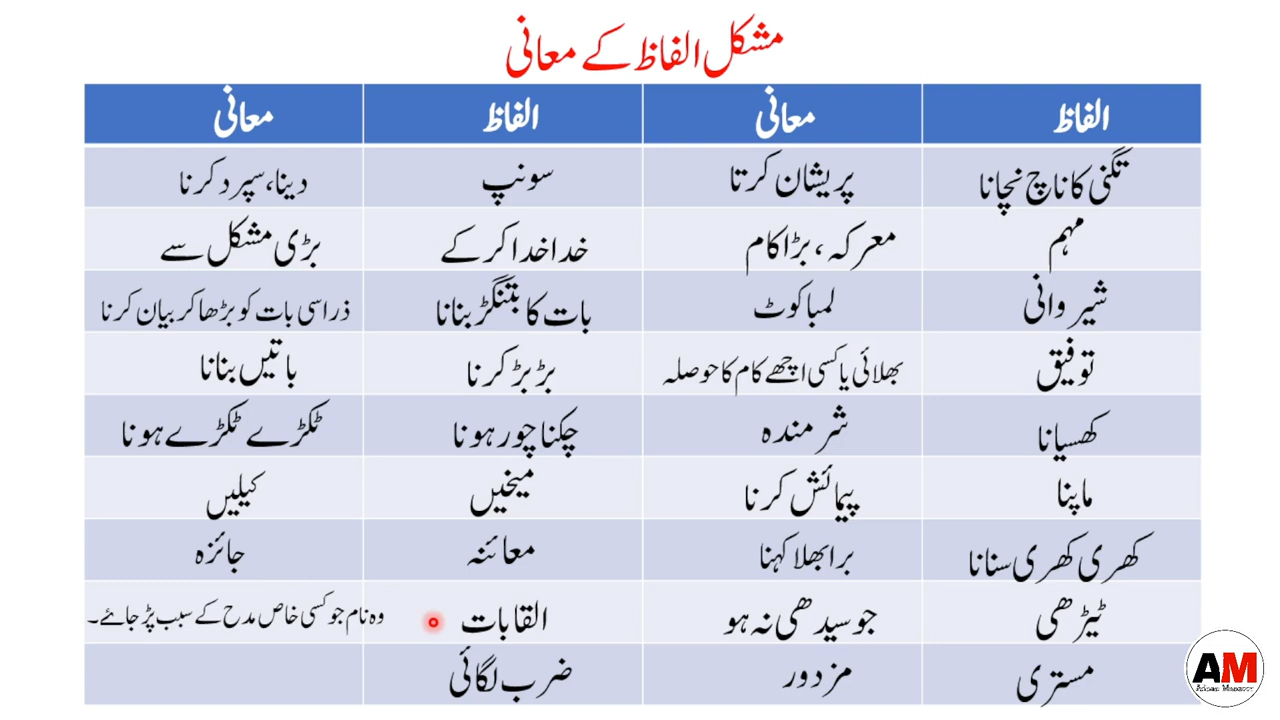 مشکل الفاظ کے معانی
الفاظ معانی الفاظ معانی
تگنی کا ناچ نچانا پریشان کرتا سونپ دینا، سپرد کرنا
مہم معرکہ، بڑا کام خدا خدا کر کے بڑی مشکل سے
شیروانی لمبا کوٹ بات کا بتنگڑ بنانا ذرا سی بات کو بڑھا کر بیان کرنا
توفیق بھلائی یا کسی اچھے کام کا حوصلہ بڑ بڑ کرنا باتیں بنانا
کھسیانا شرمندہ چکنا چور ہونا ٹکڑے ٹکڑے ہونا
ماپنا پیمائش کرنا میخیں کیلیں
کھری کھری سنانا برا بھلا کہنا معائنہ جائزہ
ٹیڑھی جو سیدھی نہ ہو القابات وہ نام جو کسی خاص مدح کے سبب پڑ جائے۔
مستری مزدور ضرب لگائی
AM
Adnan Manzoor